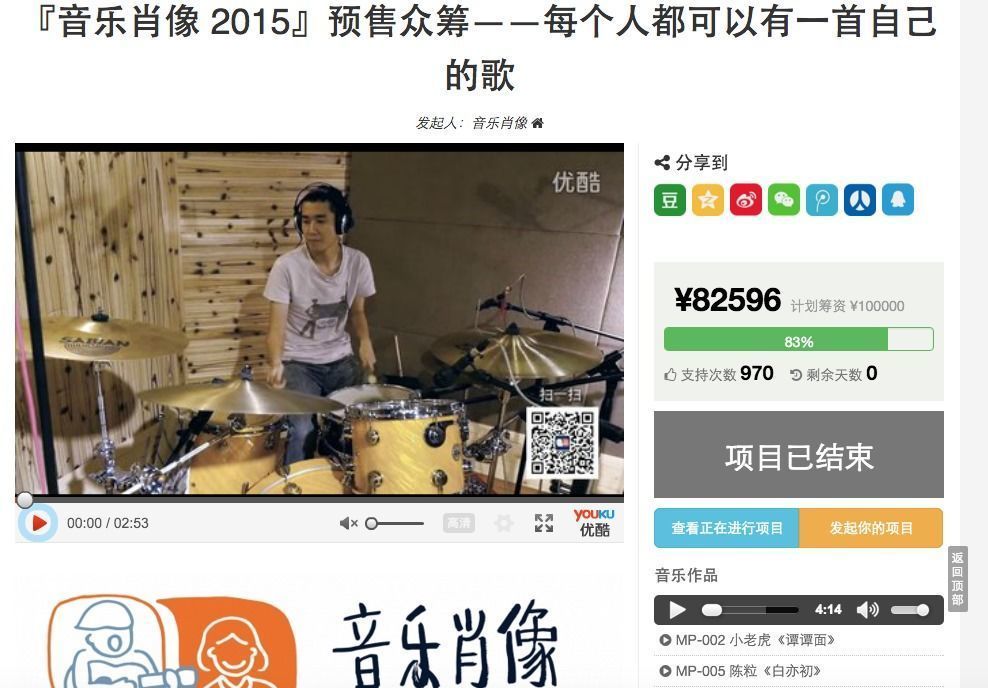 『音乐肖像 2015』预售众筹——每个人都可以有一首自己
的歌
发起人：音乐肖像
优酷
SABIAN
扫一扫
00:00 / 02:53
高清
YOUKU
优酷
音乐肖像
分享到
豆
¥82596 计划筹资 ¥100000
83%
支持次数 970 剩余天数 0
项目已结束
查看正在进行项目 发起你的项目
音乐作品
4:14
MP-002 小老虎《谭谭面》
MP-005 陈粒《白亦初》
返回顶部